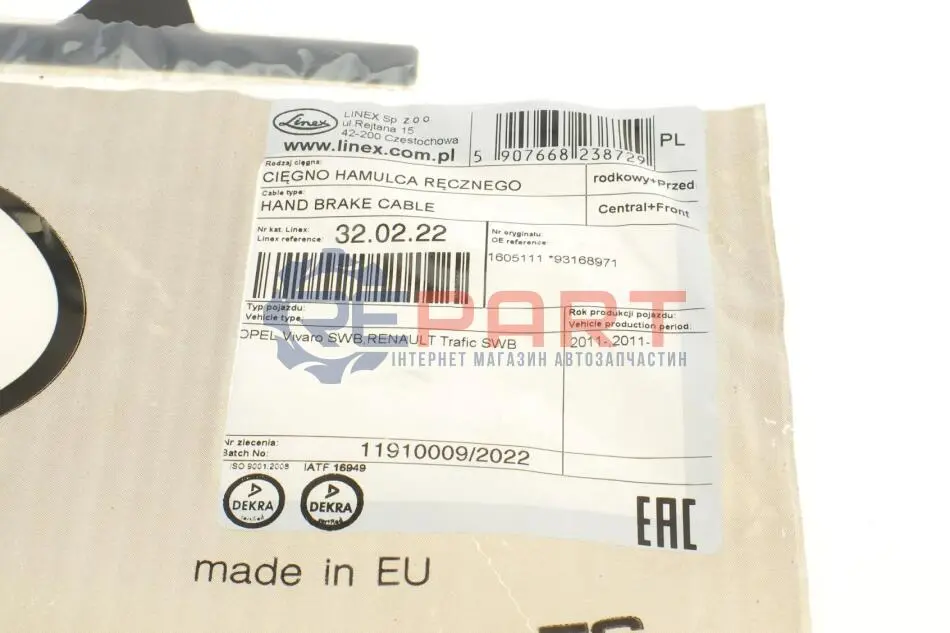 Linex
LINEX Sp z o o
ul.Rejtana 15
42-200 Częstochowa
www.linex.com.pl
5 907668 238729
PL
Rodzaj cięgna:
CIĘGNO HAMULCA RĘCZNEGO
rodkowy+Przed
Cable type:
HAND BRAKE CABLE
Central+Front
Nr kat. Linex:
Linex reference:
32.02.22
Nr oryginału:
OE reference:
1605111 *93168971
Typ pojazdu:
Vehicle type:
Rok produkcji pojazdu:
Vehicle production period:
OPEL Vivaro SWB,RENAULT Trafic SWB
2011-,2011-
PART
ІНТЕРНЕТ МАГАЗИН АВТОЗАПЧАСТИН
Nr zlecenia:
Batch No:
11910009/2022
ISO 9001:2008
IATF 16949
DEKRA
certified
DEKRA
certified
EAC
made in EU